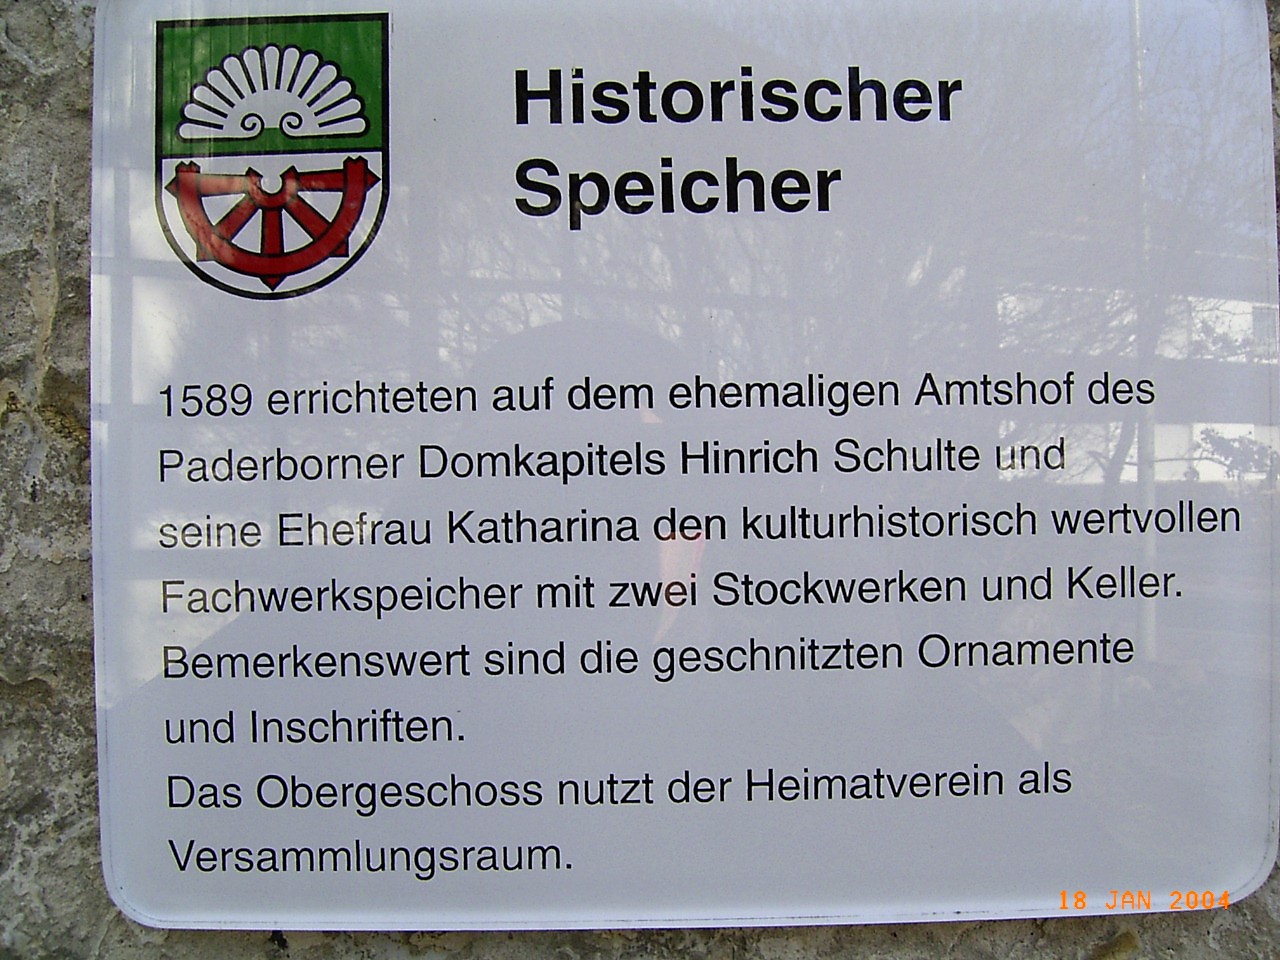 Historischer
Speicher
1589 errichteten auf dem ehemaligen Amtshof des
Paderborner Domkapitels Hinrich Schulte und
seine Ehefrau Katharina den kulturhistorisch wertvollen
Fachwerkspeicher mit zwei Stockwerken und Keller.
Bemerkenswert sind die geschnitzten Ornamente
und Inschriften.
Das Obergeschoss nutzt der Heimatverein als
Versammlungsraum.
18 JAN 2004